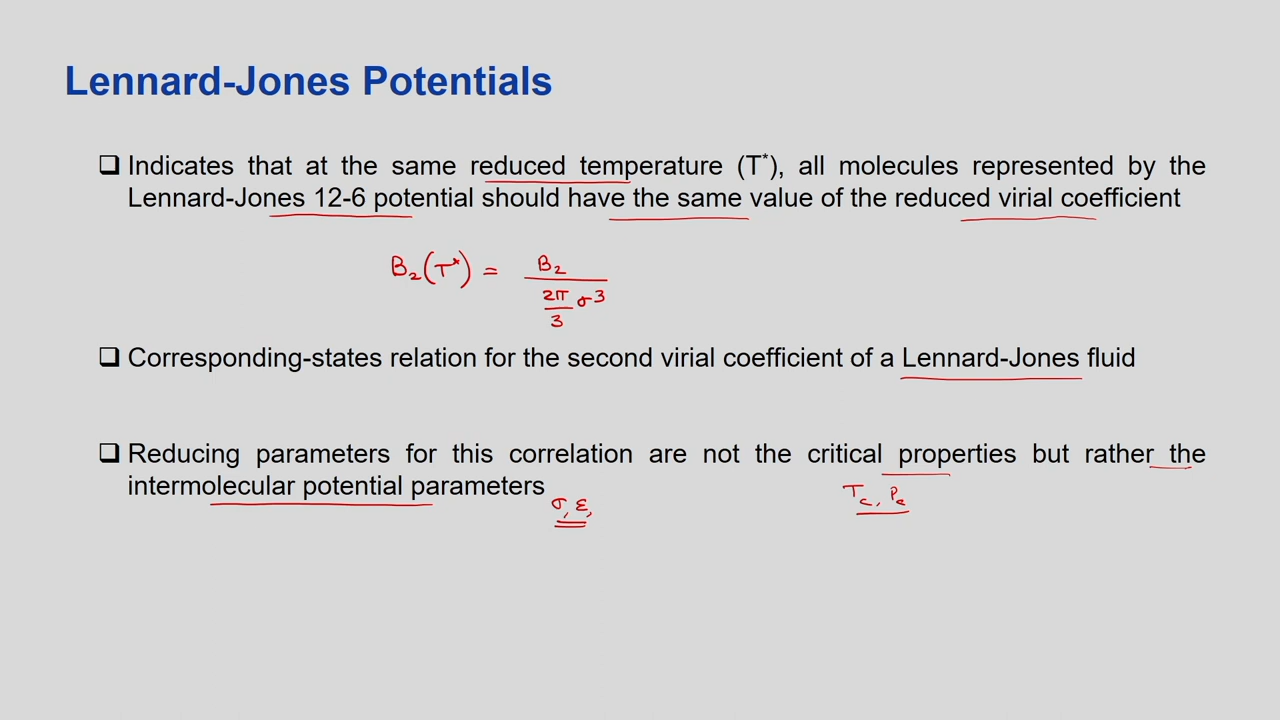 Lennard-Jones Potentials
❑ Indicates that at the same reduced temperature (T*), all molecules represented by the
Lennard-Jones 12-6 potential should have the same value of the reduced virial coefficient
B₂(T*) = B₂ / (2π/3 σ³)
❑ Corresponding-states relation for the second virial coefficient of a Lennard-Jones fluid
❑ Reducing parameters for this correlation are not the critical properties but rather the
intermolecular potential parameters
σ, ε, T_c, P_c